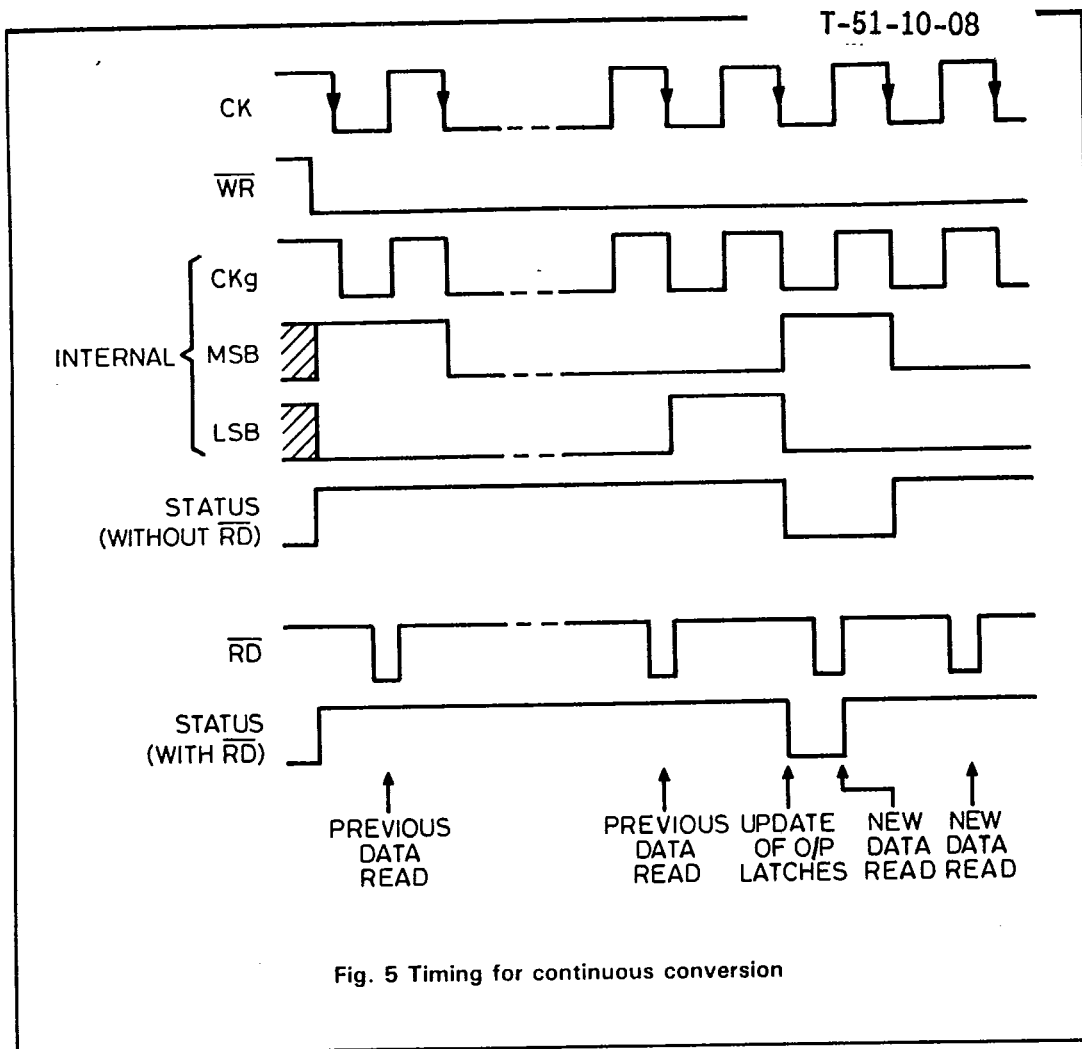 T-51-10-08
CK
WR
CKg
INTERNAL
MSB
LSB
STATUS
(WITHOUT RD)
RD
STATUS
(WITH RD)
PREVIOUS
DATA
READ
PREVIOUS
DATA
READ
UPDATE
OF O/P
LATCHES
NEW
DATA
READ
NEW
DATA
READ
Fig. 5 Timing for continuous conversion